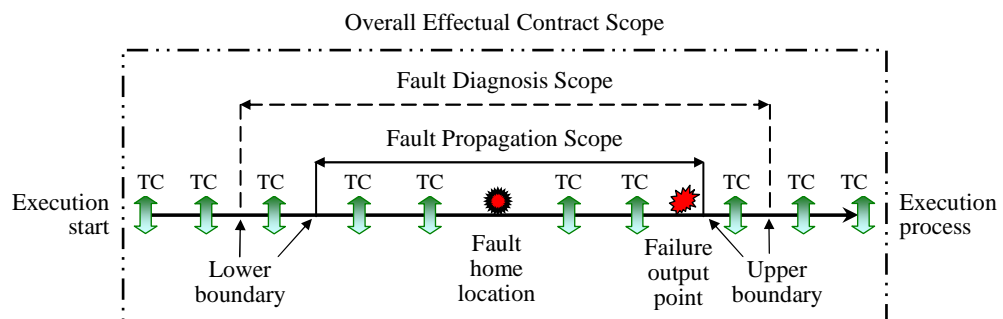 Overall Effectual Contract Scope
Fault Diagnosis Scope
Fault Propagation Scope
TC TC TC TC TC TC TC TC TC TC
Execution
start
Execution
process
Lower
boundary
Fault
home
location
Failure
output
point
Upper
boundary